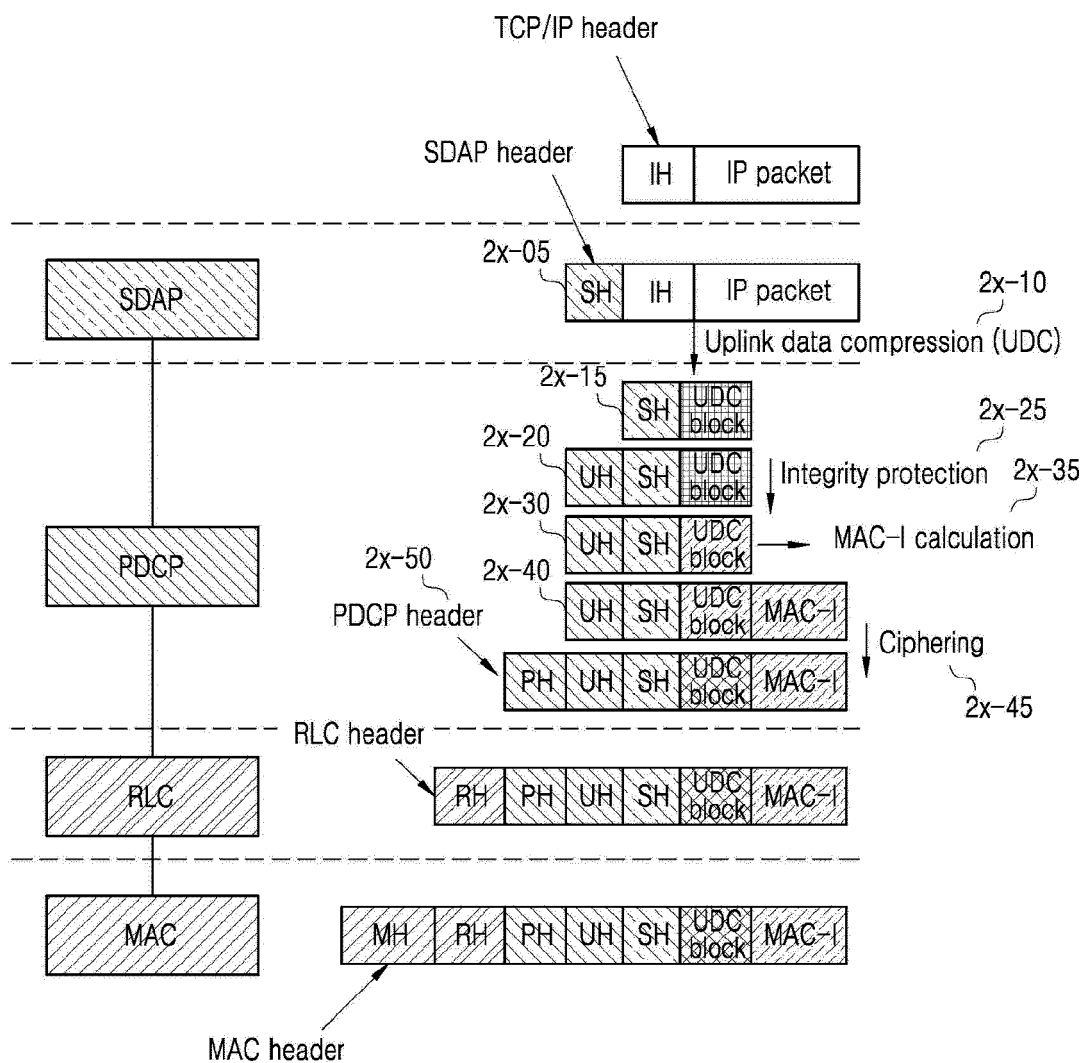 TCP/IP header
SDAP header
IH IP packet
2x-05
SDAP
SH IH IP packet
2x-10
Uplink data compression (UDC)
2x-15
SH UDC block
2x-25
2x-20
UH SH UDC block
Integrity protection
2x-35
2x-30
UH SH UDC block
MAC-I calculation
PDCP
2x-50
PDCP header
2x-40
UH SH UDC block MAC-I
Ciphering
PH UH SH UDC block MAC-I
2x-45
RLC header
RLC
RH PH UH SH UDC block MAC-I
MAC
MH RH PH UH SH UDC block MAC-I
MAC header